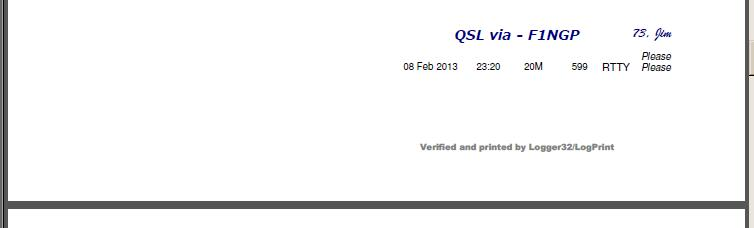 QSL via - F1NGP 73, Jim
Please
08 Feb 2013 23:20 20M 599 RTTY Please
Verified and printed by Logger32/LogPrint